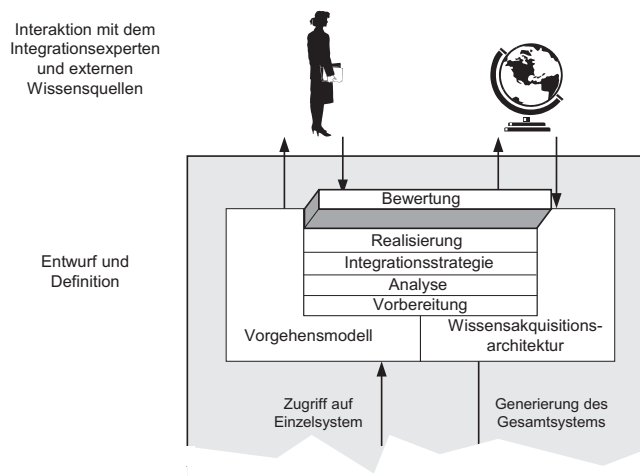 Interaktion mit dem
Integrationsexperten
und externen
Wissensquellen
Bewertung
Realisierung
Integrationsstrategie
Analyse
Vorbereitung
Entwurf und
Definition
Vorgehensmodell
Wissensakquisitions-
architektur
Zugriff auf
Einzelsystem
Generierung des
Gesamtsystems